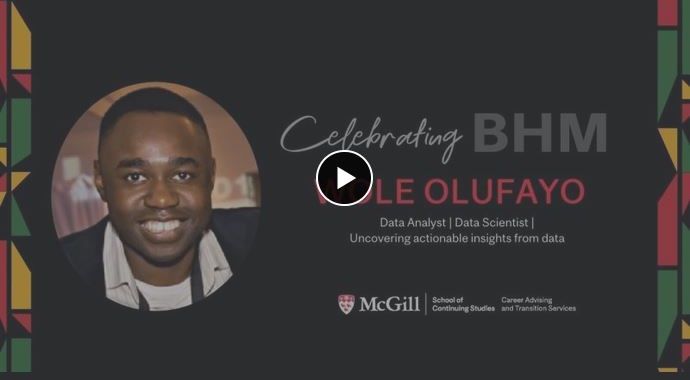 Celebrating BHM
WOLE OLUFAYO
Data Analyst | Data Scientist |
Uncovering actionable insights from data
McGill
School of
Continuing Studies
Career Advising
and Transition Services